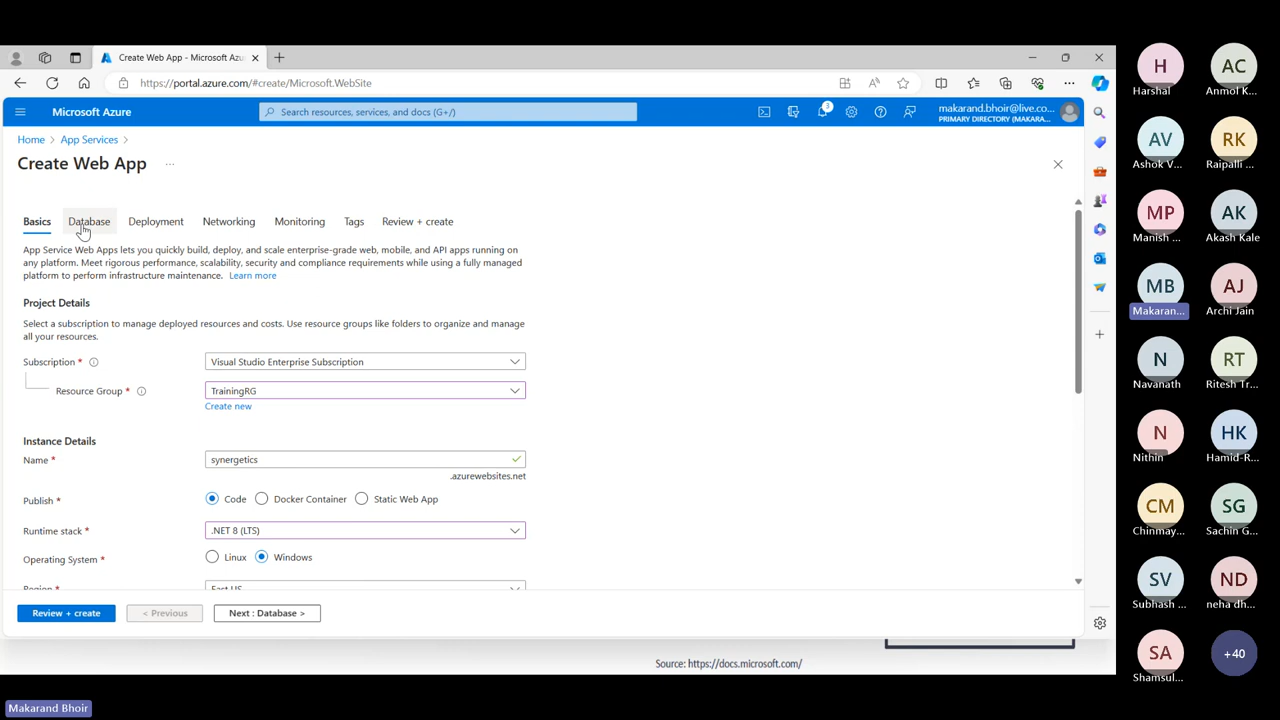 Create Web App - Microsoft Azu
https://portal.azure.com/#create/Microsoft.WebSite
Microsoft Azure
Search resources, services, and docs (G+/)
3
makarand.bhoir@live.co...
PRIMARY DIRECTORY (MAKARA...
Home > App Services >
Create Web App ...
Basics Database Deployment Networking Monitoring Tags Review + create
App Service Web Apps lets you quickly build, deploy, and scale enterprise-grade web, mobile, and API apps running on
any platform. Meet rigorous performance, scalability, security and compliance requirements while using a fully managed
platform to perform infrastructure maintenance. Learn more
Project Details
Select a subscription to manage deployed resources and costs. Use resource groups like folders to organize and manage
all your resources.
Subscription * Visual Studio Enterprise Subscription
Resource Group * TrainingRG
Create new
Instance Details
Name * synergetics
.azurewebsites.net
Publish * Code Docker Container Static Web App
Runtime stack * .NET 8 (LTS)
Operating System * Linux Windows
Region * East US
Review + create < Previous Next : Database >
Source: https://docs.microsoft.com/
Makarand Bhoir
H AC
Harshal Anmol K...
AV RK
Ashok V... Raipalli ...
MP AK
Manish ... Akash Kale
MB AJ
Makaran... Archi Jain
N RT
Navanath Ritesh Tr...
N HK
Nithin Hamid-R...
CM SG
Chinmay... Sachin G...
SV ND
Subhash ... neha dh...
SA +40
Shamsul...